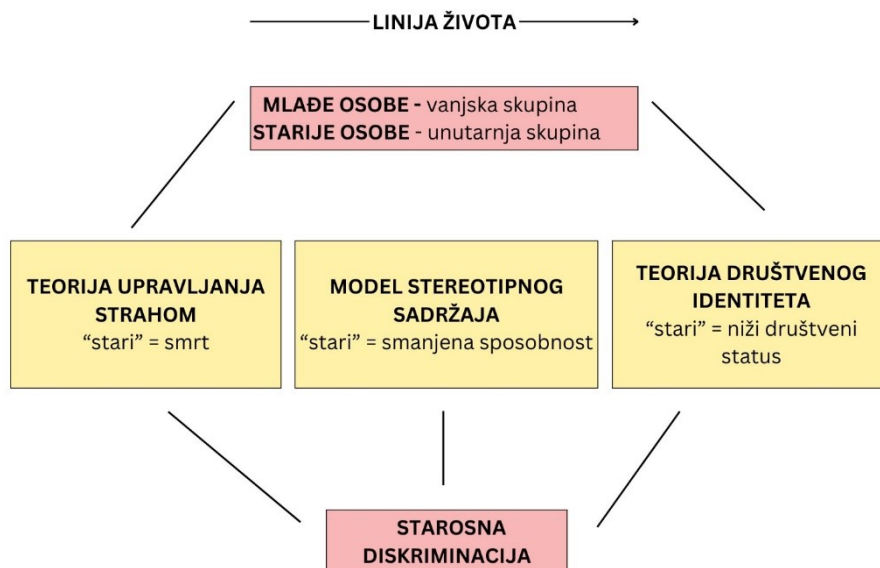 LINIJA ŽIVOTA
MLAĐE OSOBE - vanjska skupina
STARIJE OSOBE - unutarnja skupina
TEORIJA UPRAVLJANJA
STRAHOM
“stari” = smrt
MODEL STEREOTIPNOG
SADRŽAJA
“stari” = smanjena sposobnost
TEORIJA DRUŠTVENOG
IDENTITETA
“stari” = niži društveni
status
STAROSNA
DISKRIMINACIJA